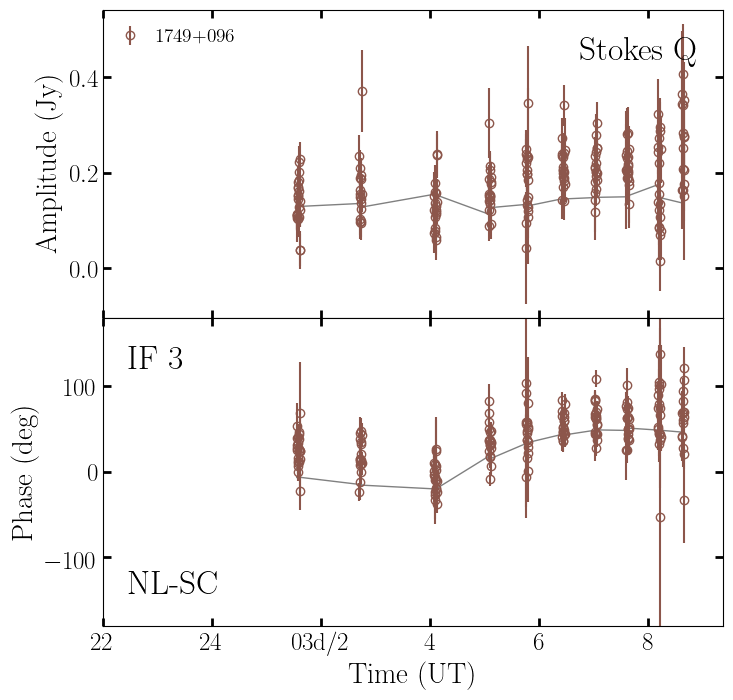 1749+096
Stokes Q
0.4
0.2
0.0
Amplitude (Jy)
IF 3
100
0
−100
Phase (deg)
NL-SC
22
24
03d/2
4
6
8
Time (UT)